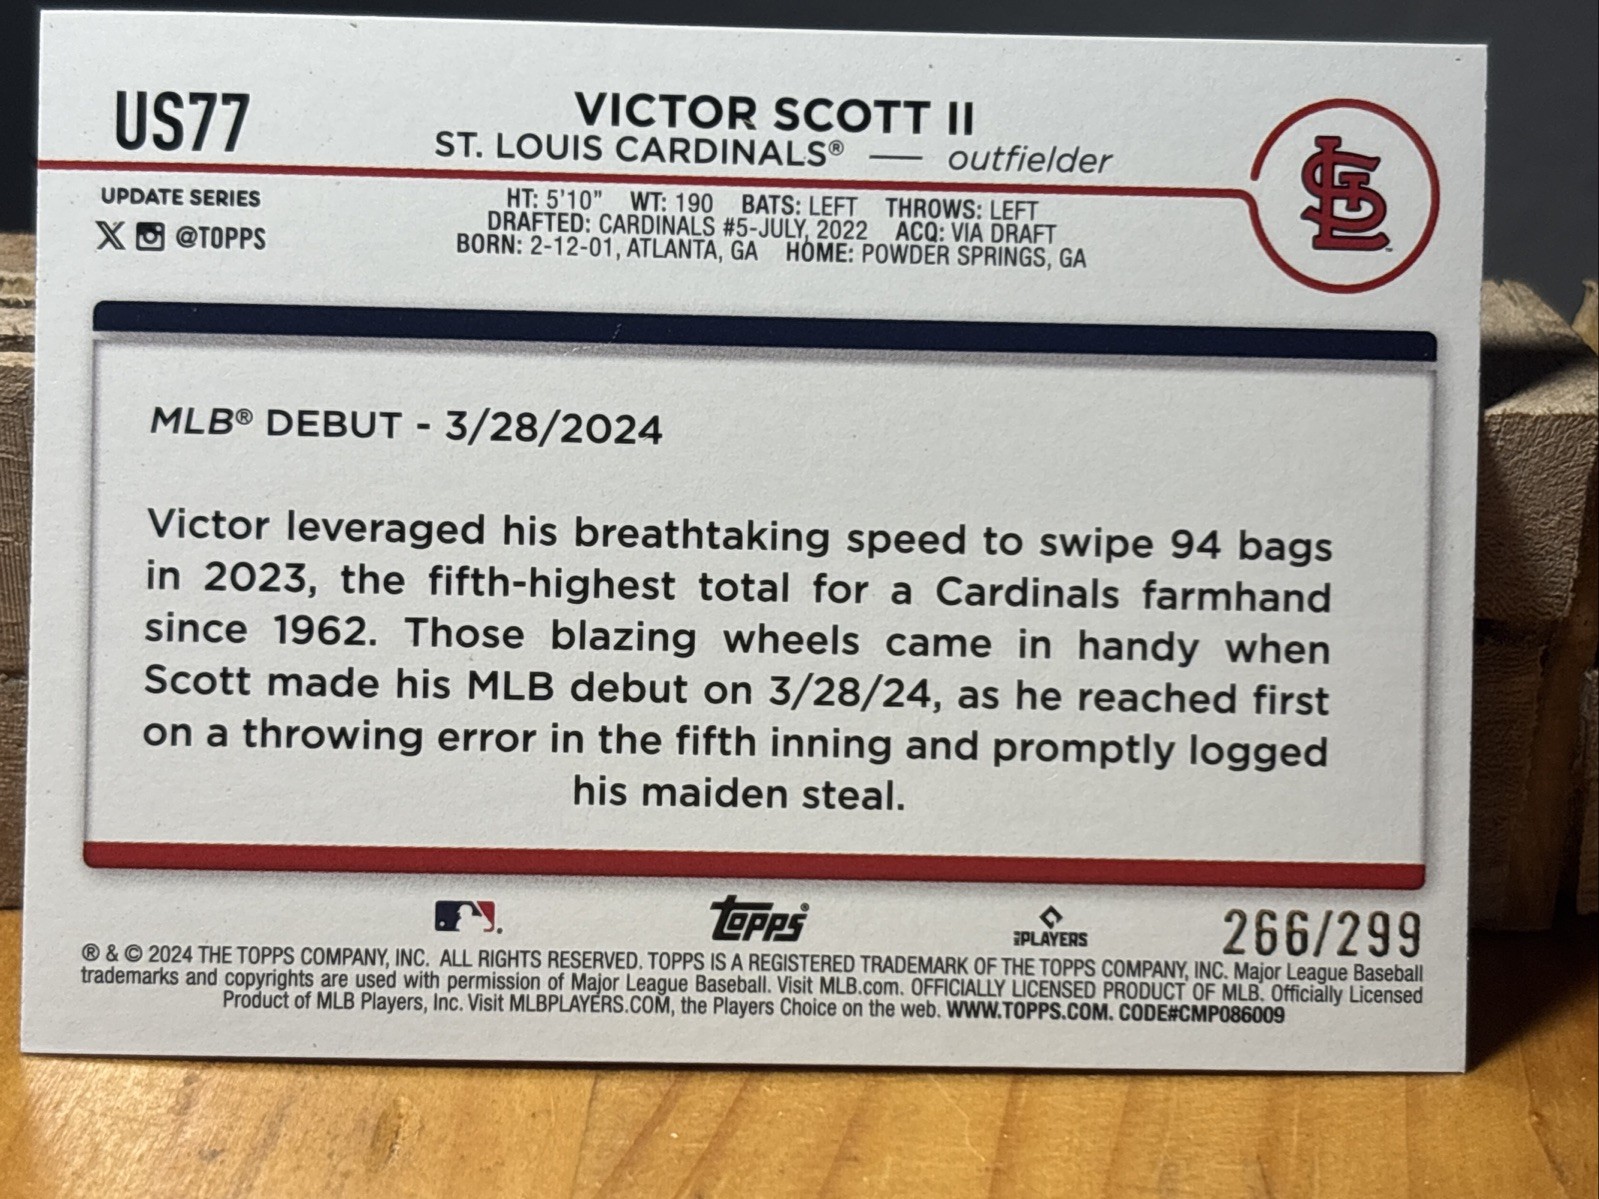 US77
VICTOR SCOTT II
ST. LOUIS CARDINALS® — outfielder
UPDATE SERIES
@TOPPS
HT: 5'10" WT: 190 BATS: LEFT THROWS: LEFT
DRAFTED: CARDINALS #5-JULY, 2022 ACQ: VIA DRAFT
BORN: 2-12-01, ATLANTA, GA HOME: POWDER SPRINGS, GA
STL
MLB® DEBUT - 3/28/2024
Victor leveraged his breathtaking speed to swipe 94 bags
in 2023, the fifth-highest total for a Cardinals farmhand
since 1962. Those blazing wheels came in handy when
Scott made his MLB debut on 3/28/24, as he reached first
on a throwing error in the fifth inning and promptly logged
his maiden steal.
topps®
PLAYERS
266/299
® & © 2024 THE TOPPS COMPANY, INC. ALL RIGHTS RESERVED. TOPPS IS A REGISTERED TRADEMARK OF THE TOPPS COMPANY, INC. Major League Baseball
trademarks and copyrights are used with permission of Major League Baseball. Visit MLB.com. OFFICIALLY LICENSED PRODUCT OF MLB. Officially Licensed
Product of MLB Players, Inc. Visit MLBPLAYERS.COM, the Players Choice on the web. WWW.TOPPS.COM. CODE#CMP086009